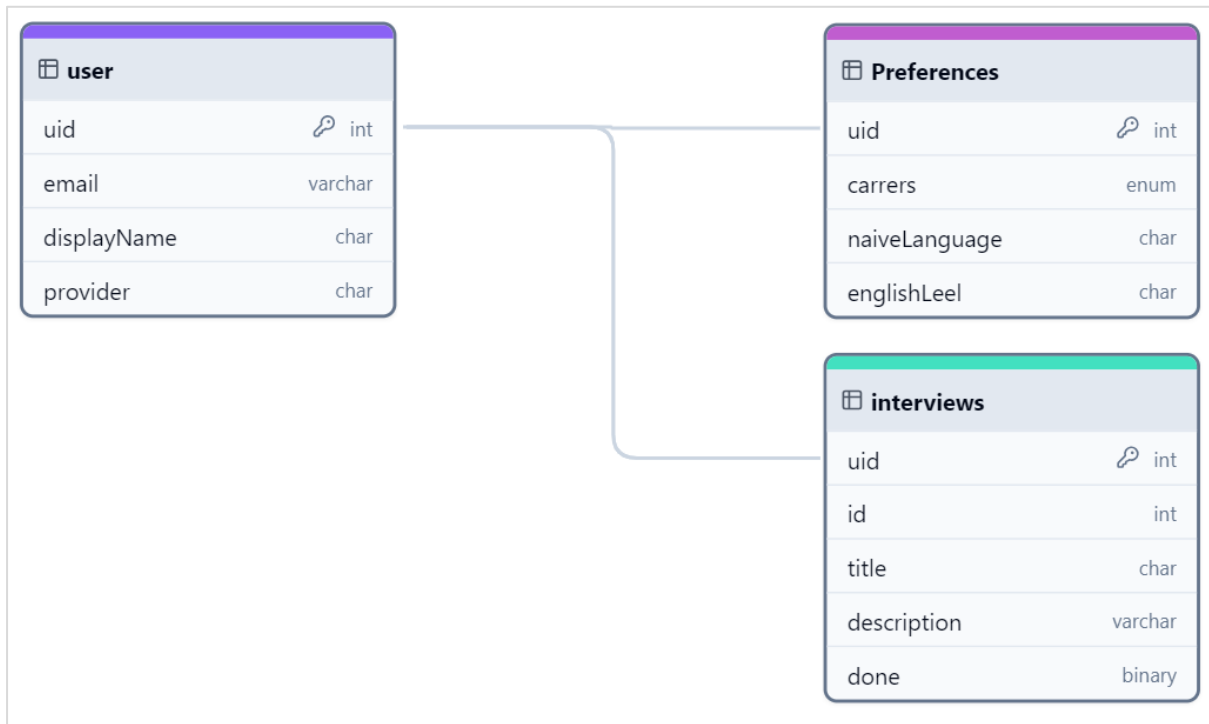 user
uid int
email varchar
displayName char
provider char
Preferences
uid int
carrers enum
naiveLanguage char
englishLeel char
interviews
uid int
id int
title char
description varchar
done binary